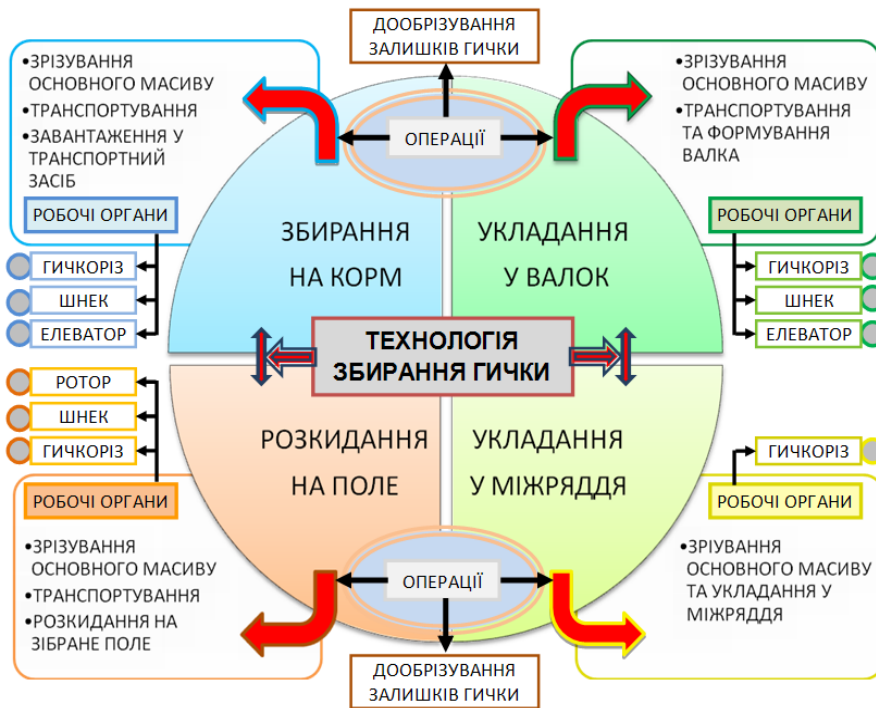 ДООБРІЗУВАННЯ
ЗАЛИШКІВ ГИЧКИ
•ЗРІЗУВАННЯ
ОСНОВНОГО МАСИВУ
•ТРАНСПОРТУВАННЯ
•ЗАВАНТАЖЕННЯ У
ТРАНСПОРТНИЙ
ЗАСІБ
РОБОЧІ ОРГАНИ
ГИЧКОРІЗ
ШНЕК
ЕЛЕВАТОР
ОПЕРАЦІЇ
•ЗРІЗУВАННЯ
ОСНОВНОГО МАСИВУ
•ТРАНСПОРТУВАННЯ
ТА ФОРМУВАННЯ
ВАЛКА
РОБОЧІ ОРГАНИ
ГИЧКОРІЗ
ШНЕК
ЕЛЕВАТОР
ЗБИРАННЯ
НА КОРМ
УКЛАДАННЯ
У ВАЛОК
ТЕХНОЛОГІЯ
ЗБИРАННЯ ГИЧКИ
РОЗКИДАННЯ
НА ПОЛЕ
УКЛАДАННЯ
У МІЖРЯДДЯ
РОТОР
ШНЕК
ГИЧКОРІЗ
РОБОЧІ ОРГАНИ
•ЗРІЗУВАННЯ
ОСНОВНОГО МАСИВУ
•ТРАНСПОРТУВАННЯ
•РОЗКИДАННЯ НА
ЗІБРАНЕ ПОЛЕ
ОПЕРАЦІЇ
ГИЧКОРІЗ
РОБОЧІ ОРГАНИ
•ЗРІУВАННЯ
ОСНОВНОГО МАСИВУ
ТА УКЛАДАННЯ У
МІЖРЯДДЯ
ДООБРІЗУВАННЯ
ЗАЛИШКІВ ГИЧКИ